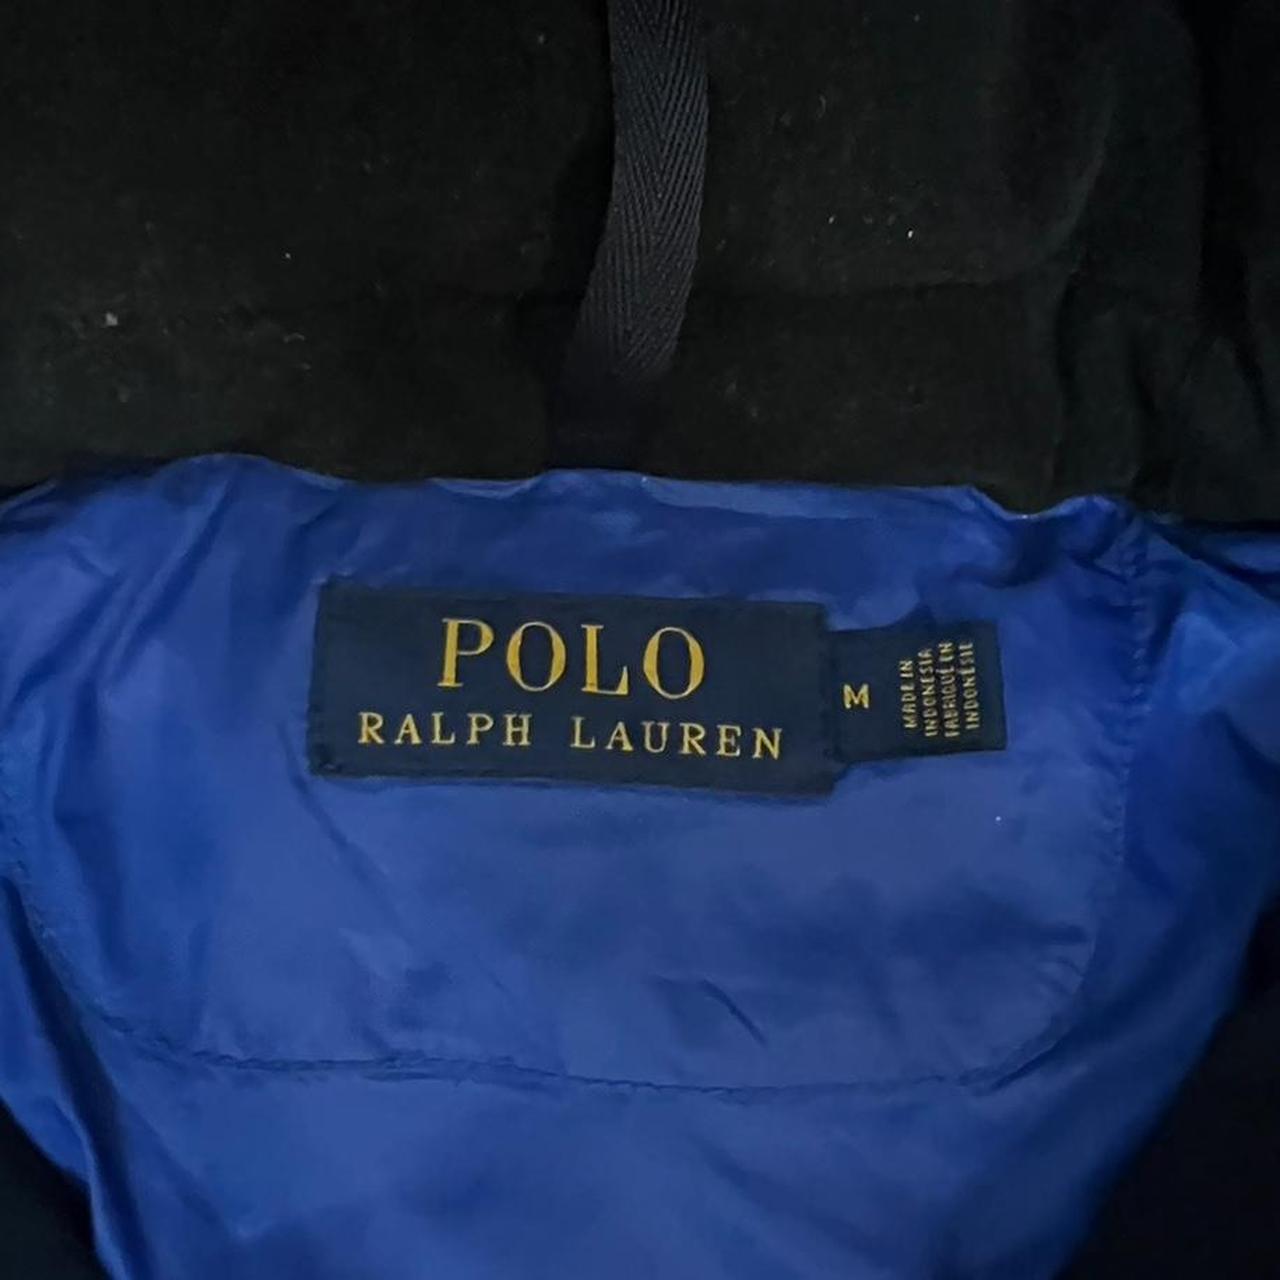 POLO
RALPH LAUREN
M
MADE IN
INDONESIA
FABRIQUÉ EN
INDONÉSIE